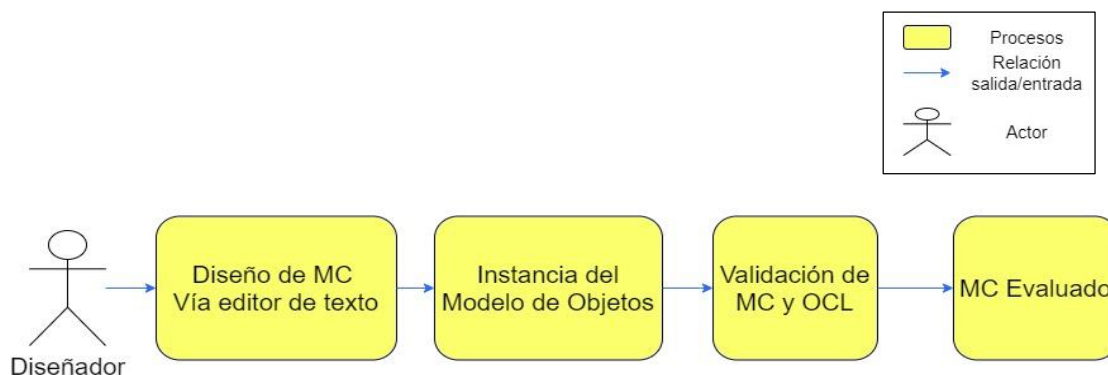 Procesos
Relación
salida/entrada
Actor
Diseño de MC
Vía editor de texto
Instancia del
Modelo de Objetos
Validación de
MC y OCL
MC Evaluado
Diseñador